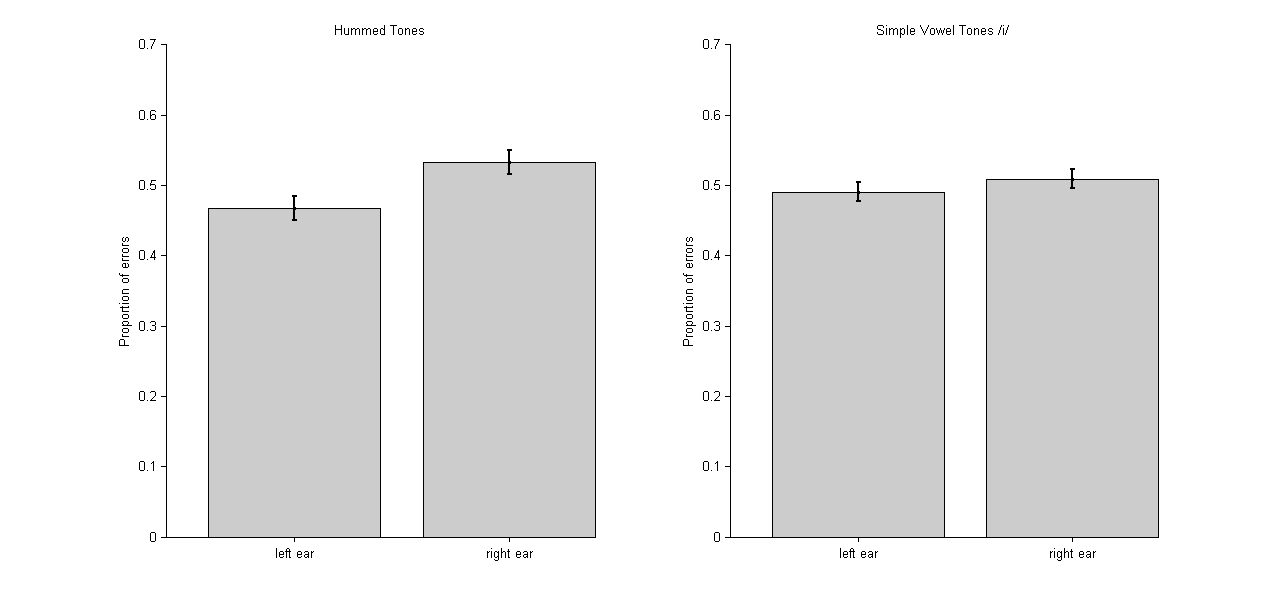 Hummed Tones
0.7
0.6
0.5
0.4
0.3
0.2
0.1
0
Proportion of errors
left ear
right ear
Simple Vowel Tones /i/
0.7
0.6
0.5
0.4
0.3
0.2
0.1
0
Proportion of errors
left ear
right ear